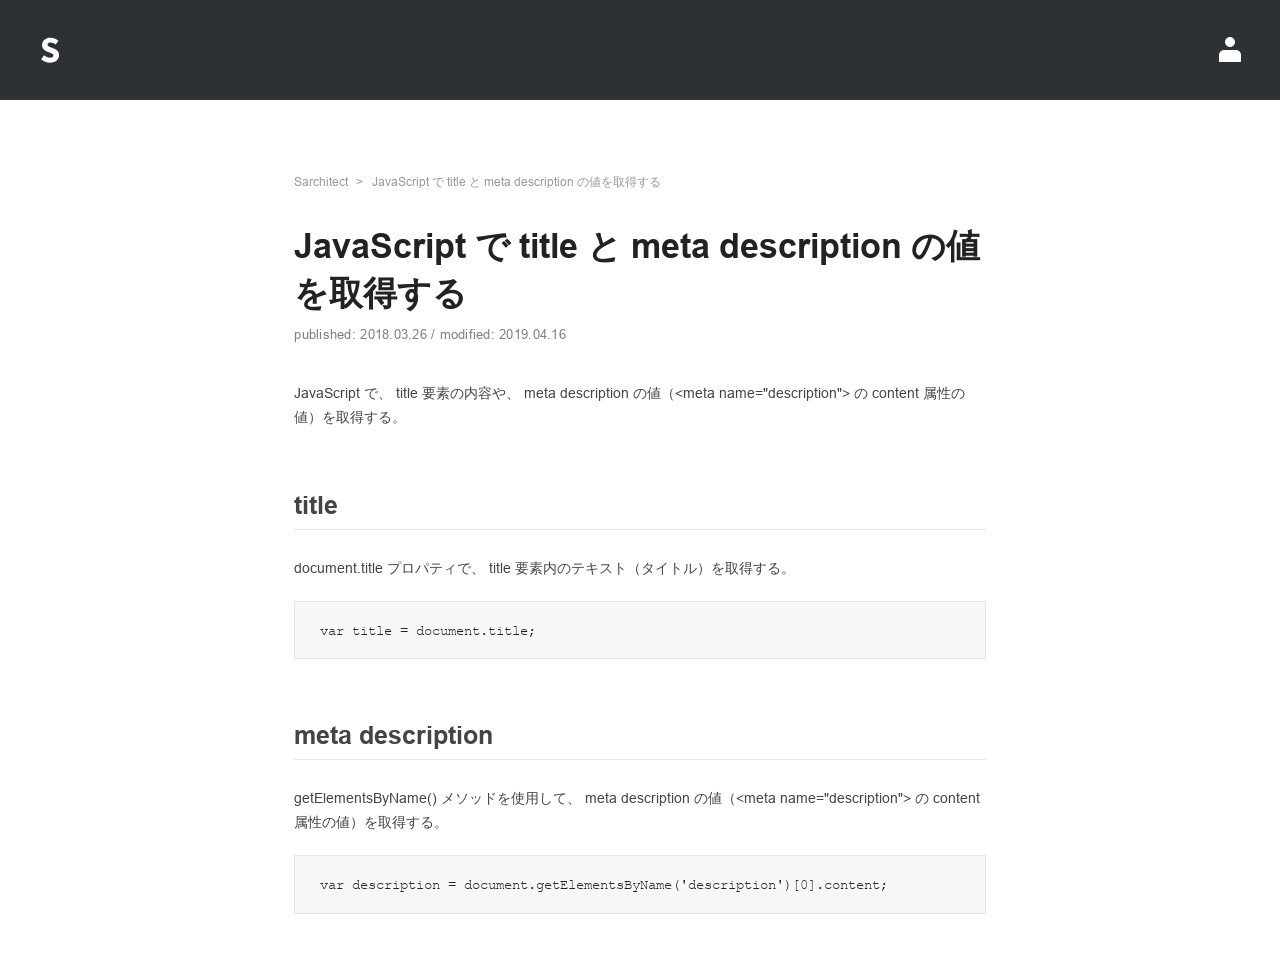 S
Sarchitect > JavaScript で title と meta description の値を取得する
JavaScript で title と meta description の値
を取得する
published: 2018.03.26 / modified: 2019.04.16
JavaScript で、 title 要素の内容や、 meta description の値（<meta name="description"> の content 属性の
値）を取得する。
title
document.title プロパティで、 title 要素内のテキスト（タイトル）を取得する。
var title = document.title;
meta description
getElementsByName() メソッドを使用して、 meta description の値（<meta name="description"> の content
属性の値）を取得する。
var description = document.getElementsByName('description')[0].content;